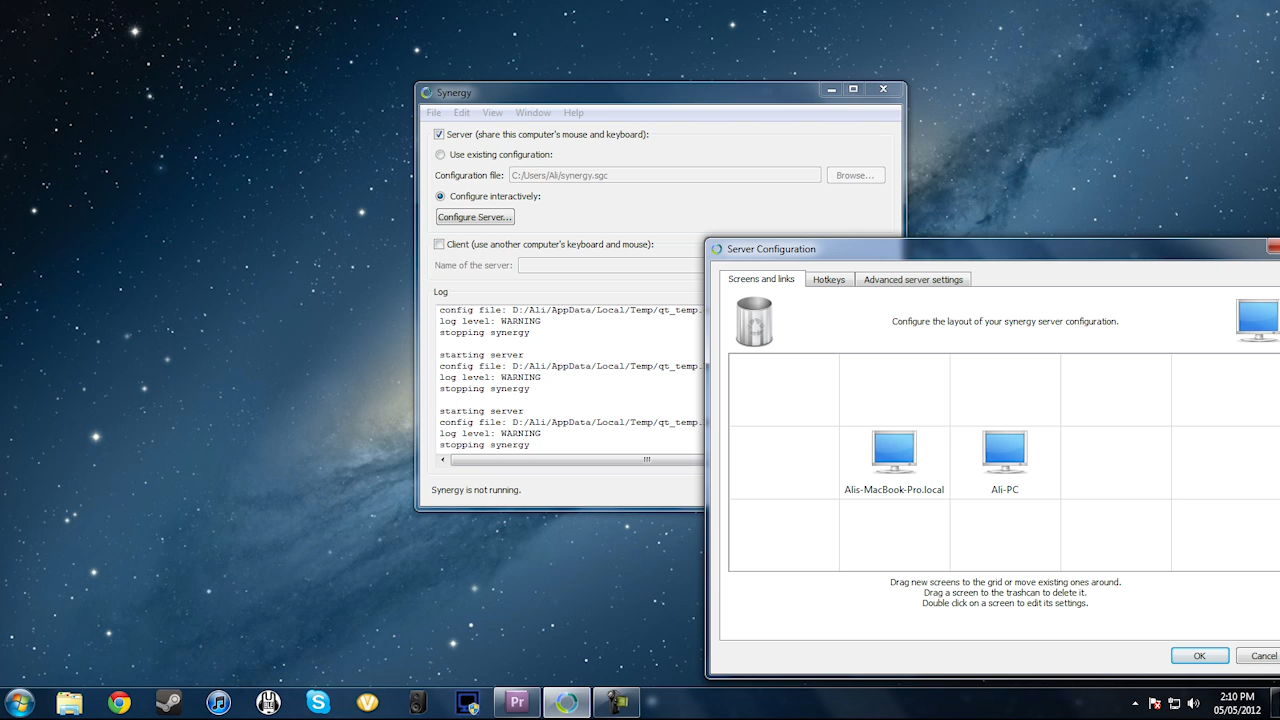 Synergy
File Edit View Window Help
Server (share this computer's mouse and keyboard):
Use existing configuration:
Configuration file: C:/Users/Ali/synergy.sgc Browse...
Configure interactively:
Configure Server...
Client (use another computer's keyboard and mouse):
Name of the server:
Log
config file: D:/Ali/AppData/Local/Temp/qt_temp.
log level: WARNING
stopping synergy
starting server
config file: D:/Ali/AppData/Local/Temp/qt_temp.
log level: WARNING
stopping synergy
starting server
config file: D:/Ali/AppData/Local/Temp/qt_temp.
log level: WARNING
stopping synergy
Synergy is not running.
Server Configuration
Screens and links Hotkeys Advanced server settings
Configure the layout of your synergy server configuration.
Alis-MacBook-Pro.local Ali-PC
Drag new screens to the grid or move existing ones around.
Drag a screen to the trashcan to delete it.
Double click on a screen to edit its settings.
OK Cancel
Pr
2:10 PM
05/05/2012